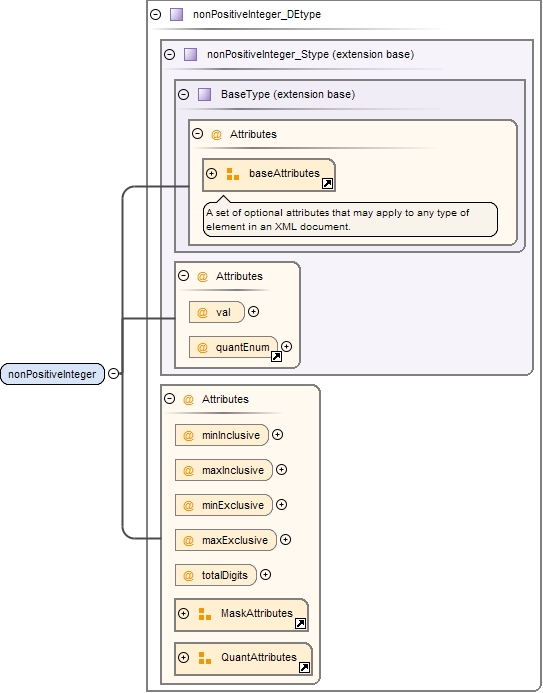 nonPositiveInteger_DEtype
nonPositiveInteger_Stype (extension base)
BaseType (extension base)
@ Attributes
baseAttributes
A set of optional attributes that may apply to any type of
element in an XML document.
@ Attributes
@ val
@ quantEnum
nonPositiveInteger
@ Attributes
@ minInclusive
@ maxInclusive
@ minExclusive
@ maxExclusive
@ totalDigits
MaskAttributes
QuantAttributes